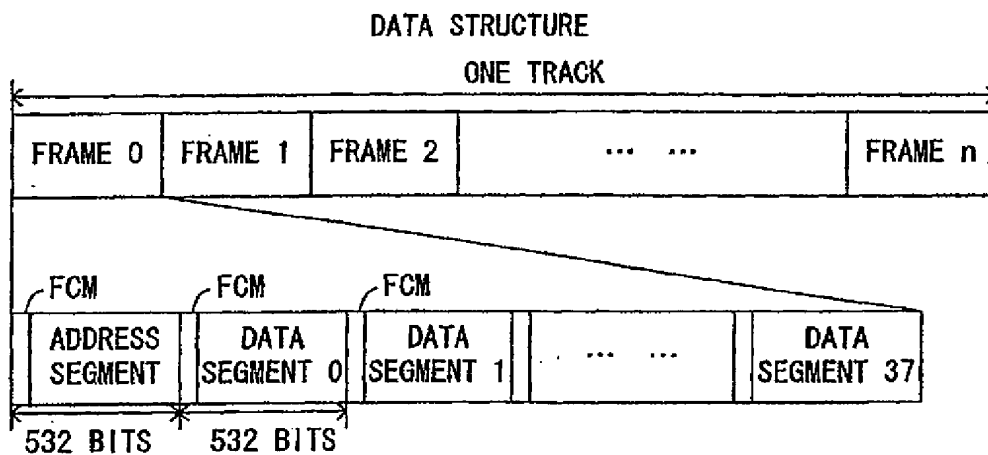 DATA STRUCTURE
ONE TRACK
FRAME 0 FRAME 1 FRAME 2 ... ... FRAME n
FCM FCM FCM
ADDRESS SEGMENT DATA SEGMENT 0 DATA SEGMENT 1 ... ... DATA SEGMENT 37
532 BITS 532 BITS